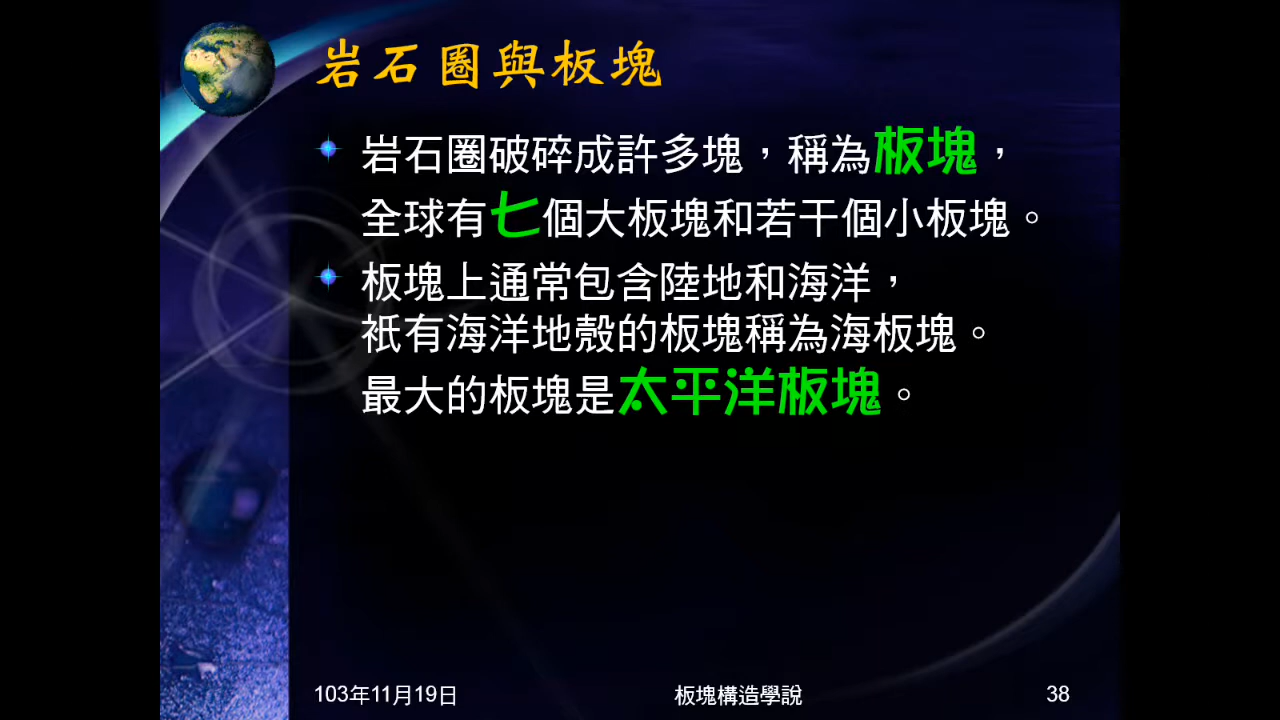 岩石圈與板塊
岩石圈破碎成許多塊，稱為板塊，
全球有七個大板塊和若干個小板塊。
板塊上通常包含陸地和海洋，
衹有海洋地殼的板塊稱為海板塊。
最大的板塊是太平洋板塊。
103年11月19日
板塊構造學說
38